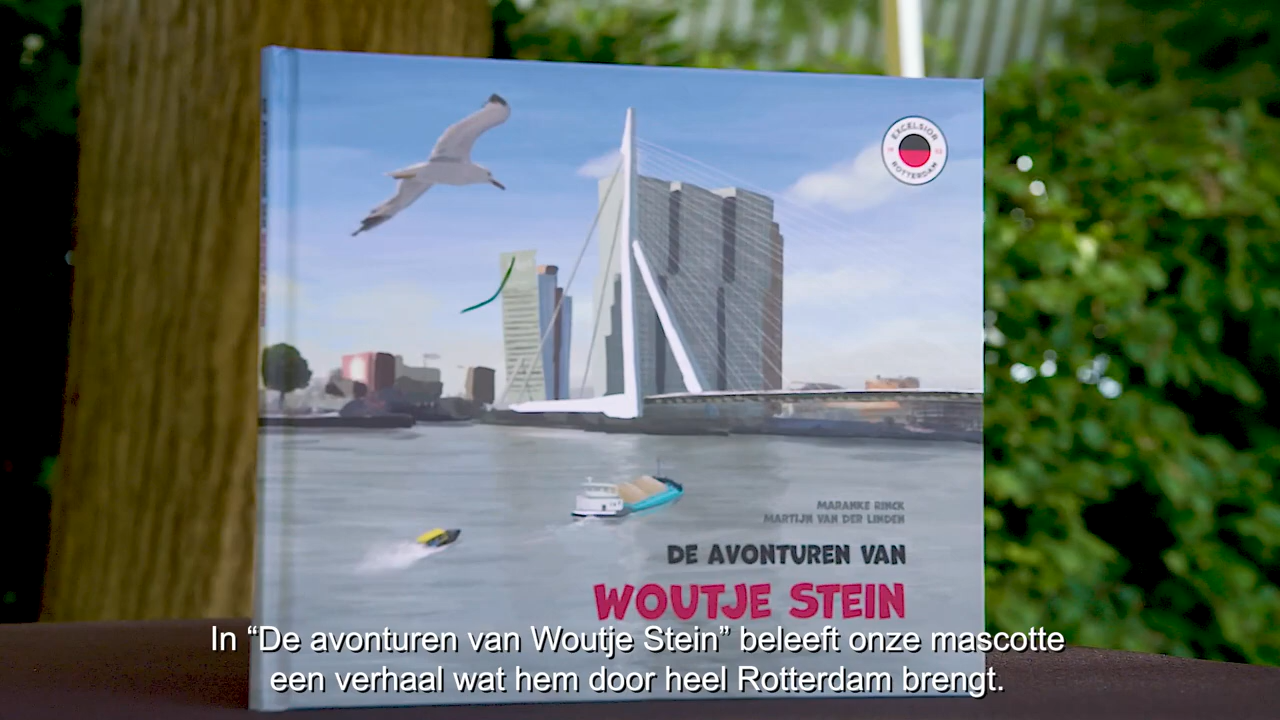 EXCELSIOR
ROTTERDAM
MARANKE RINCK
MARTIJN VAN DER LINDEN
DE AVONTUREN VAN
WOUTJE STEIN
In “De avonturen van Woutje Stein” beleeft onze mascotte
een verhaal wat hem door heel Rotterdam brengt.